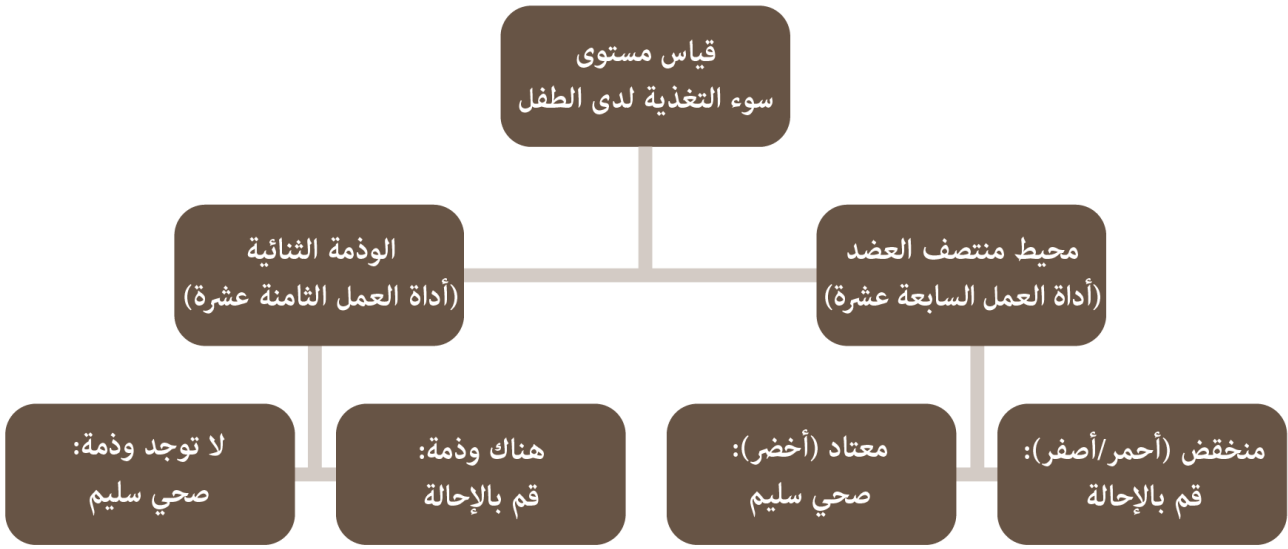 قياس مستوى
سوء التغذية لدى الطفل
محيط منتصف العضد
(أداة العمل السابعة عشرة)
الوذمة الثنائية
(أداة العمل الثامنة عشرة)
منخقض (أحمر/أصفر):
قم بالإحالة
معتاد (أخضر):
صحي سليم
هناك وذمة:
قم بالإحالة
لا توجد وذمة:
صحي سليم